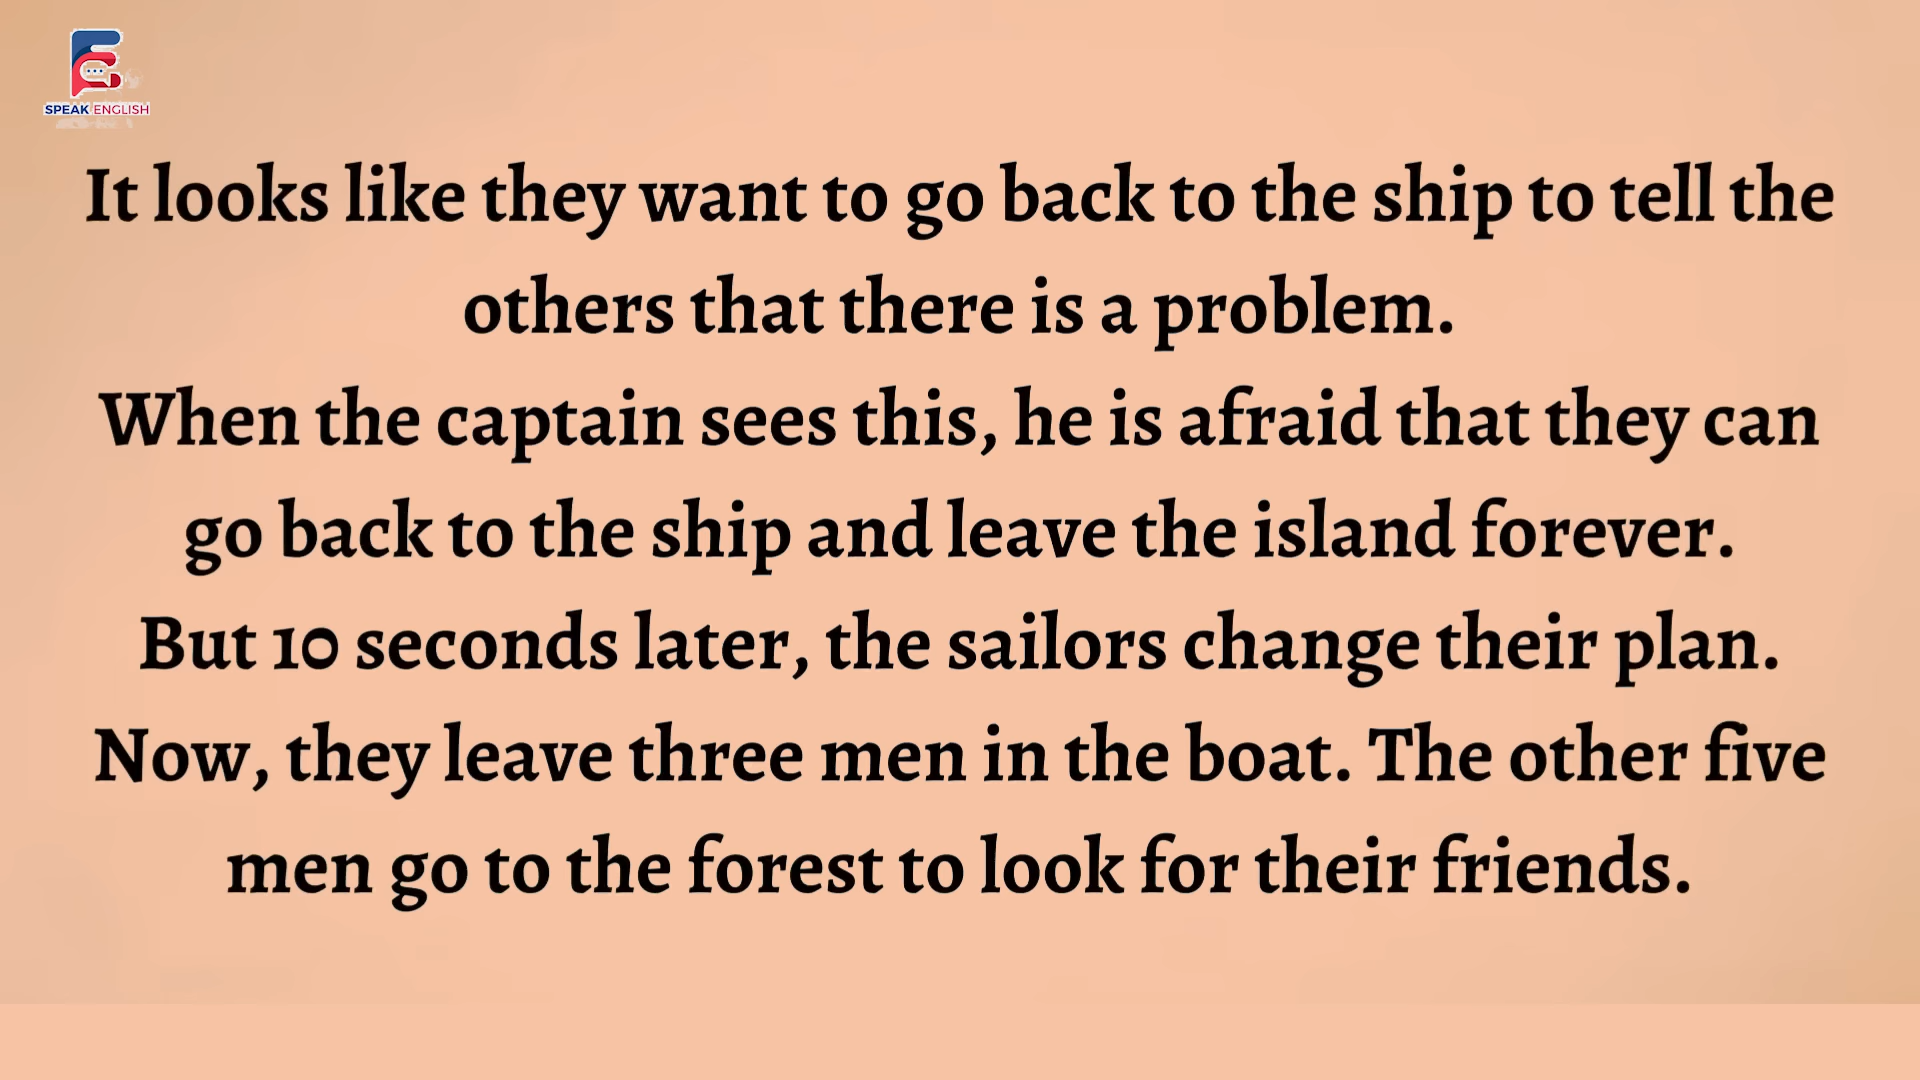 SPEAK ENGLISH
It looks like they want to go back to the ship to tell the
others that there is a problem.
When the captain sees this, he is afraid that they can
go back to the ship and leave the island forever.
But 10 seconds later, the sailors change their plan.
Now, they leave three men in the boat. The other five
men go to the forest to look for their friends.